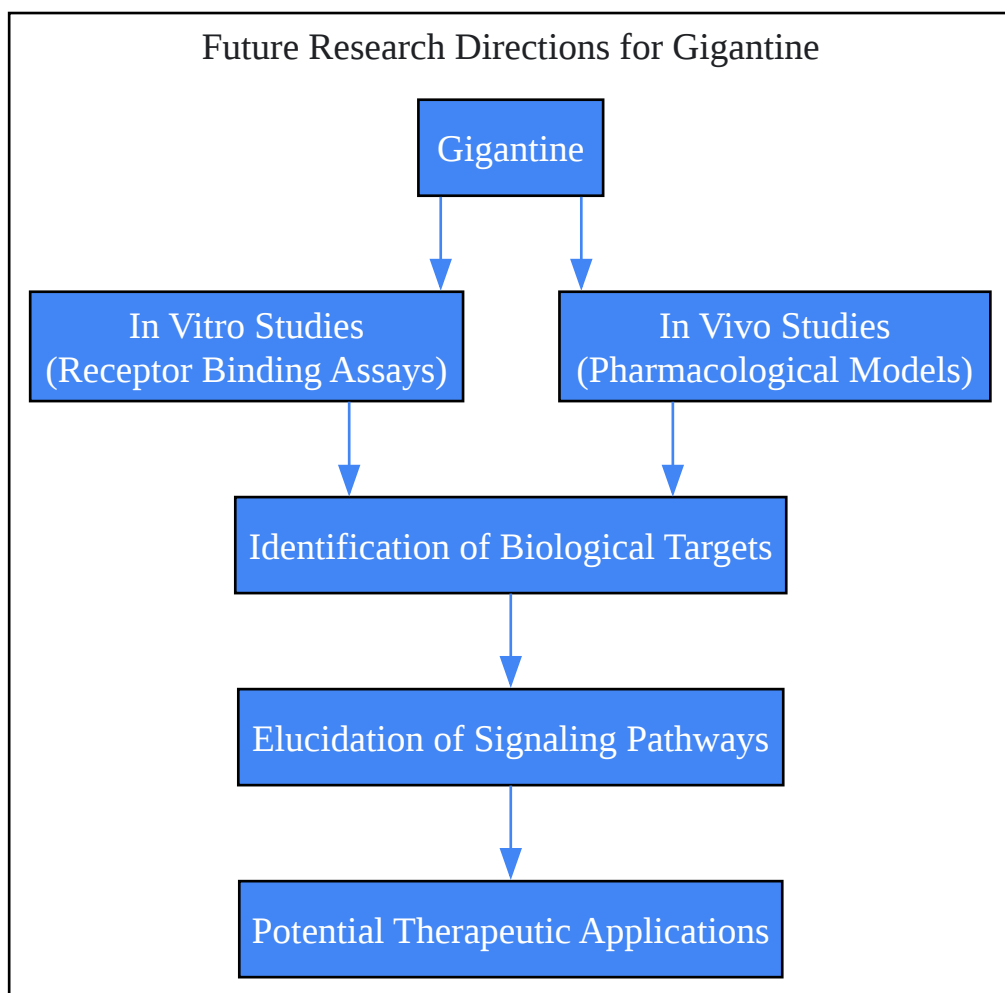 Future Research Directions for Gigantine
Gigantine
In Vitro Studies
(Receptor Binding Assays)
In Vivo Studies
(Pharmacological Models)
Identification of Biological Targets
Elucidation of Signaling Pathways
Potential Therapeutic Applications